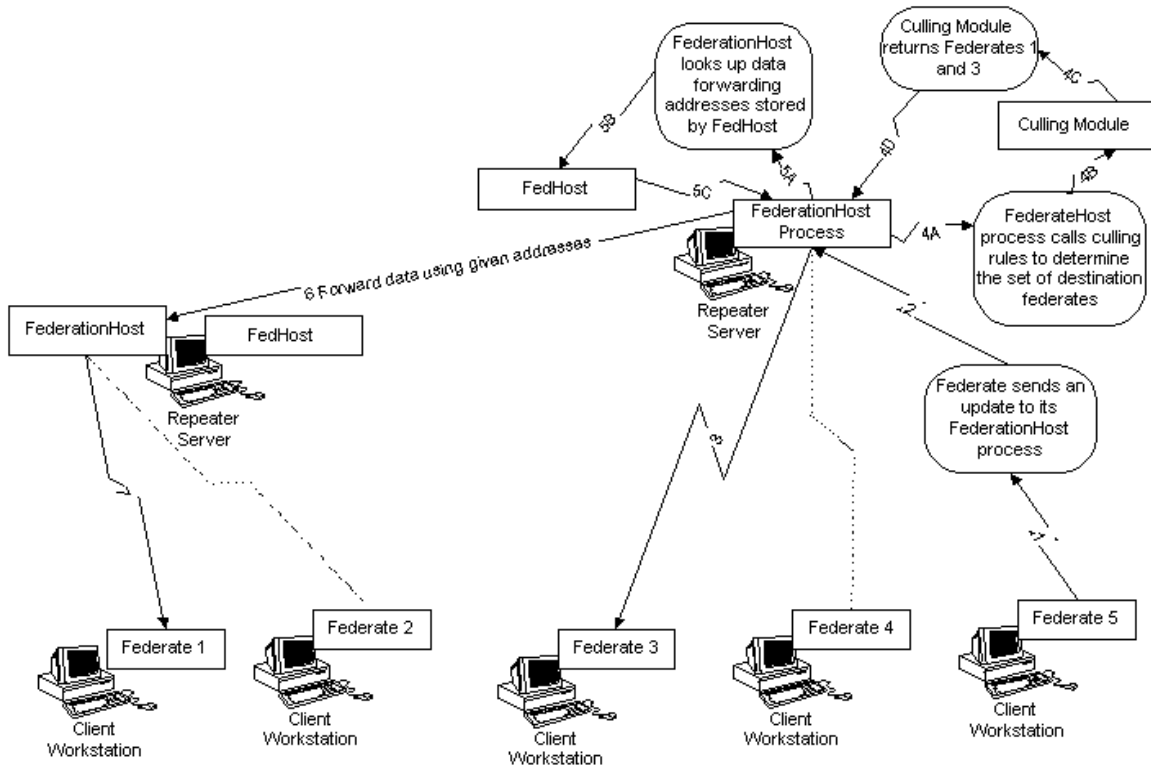 FederationHost
looks up data
forwarding
addresses stored
by FedHost
Culling Module
returns Federates 1
and 3
4C
Culling Module
5B
4D
4B
5A
FedHost
5C
FederationHost
Process
4A
FederateHost
process calls culling
rules to determine
the set of destination
federates
6 Forward data using given addresses
Repeater
Server
2
FederationHost
FedHost
Repeater
Server
Federate sends an
update to its
FederationHost
process
3
7
1
Federate 1
Federate 2
Federate 3
Federate 4
Federate 5
Client
Workstation
Client
Workstation
Client
Workstation
Client
Workstation
Client
Workstation